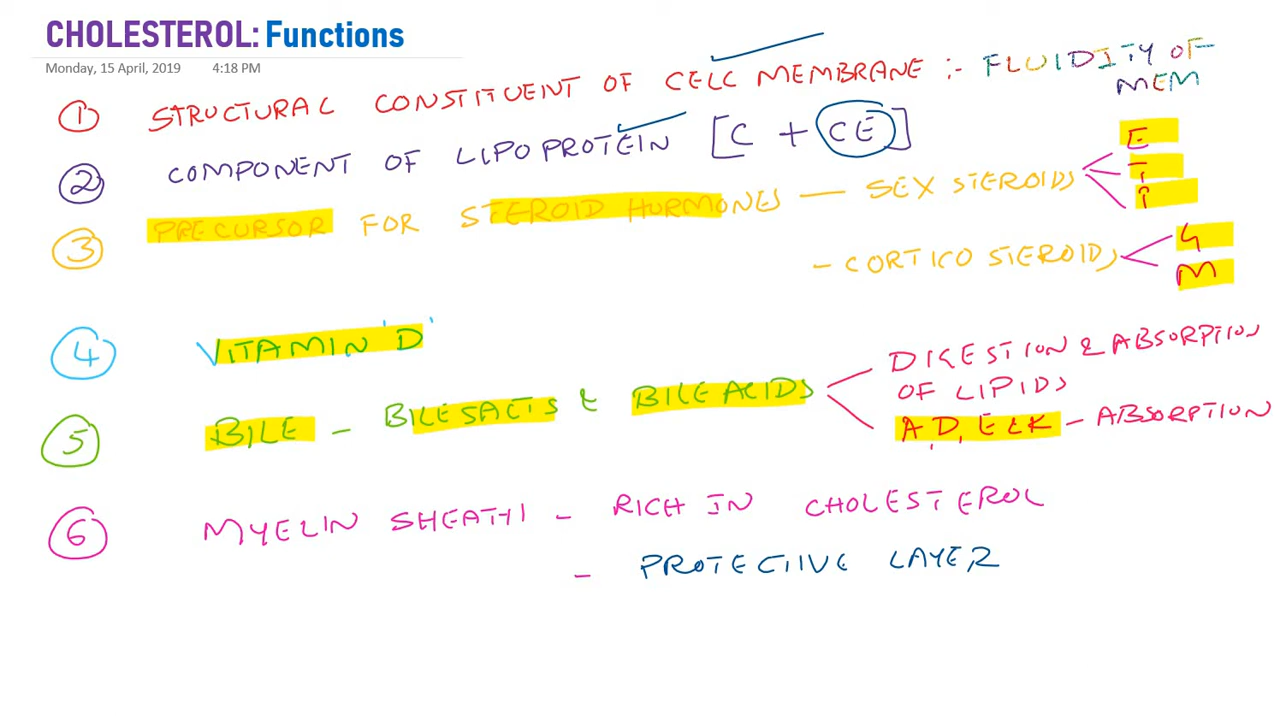 CHOLESTEROL: Functions
Monday, 15 April, 2019 4:18 PM
① STRUCTURAL CONSTITUENT OF CELL MEMBRANE :- FLUIDITY OF
MEM
② COMPONENT OF LIPOPROTEIN [C + CE]
③ PRECURSOR FOR STEROID HORMONES — SEX STEROIDS
E
T
P
- CORTICO STEROIDS
G
M
④ VITAMIN 'D'
⑤ BILE - BILE SALTS & BILE ACIDS
DIGESTION & ABSORPTION
OF LIPIDS
A, D, E & K - ABSORPTION
⑥ MYELIN SHEATH - RICH IN CHOLESTEROL
- PROTECTIVE LAYER